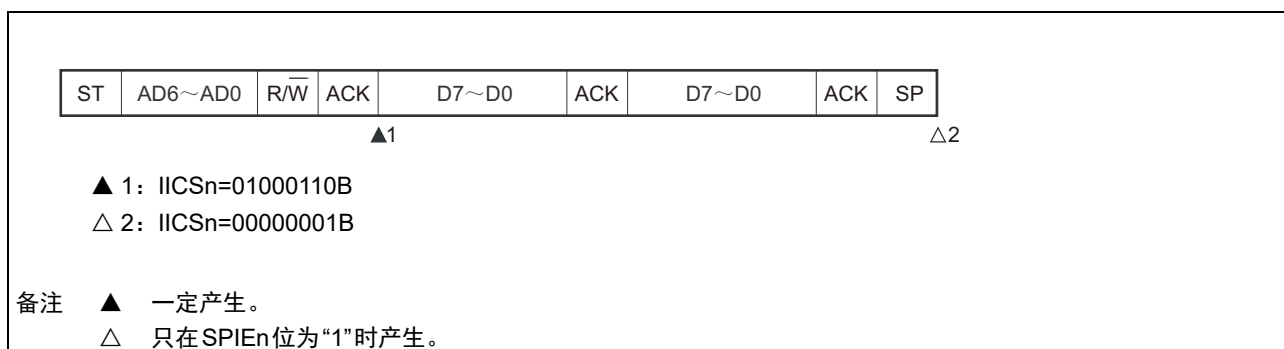 ST AD6～AD0 R/W̅ ACK D7～D0 ACK D7～D0 ACK SP
▲1 △2
▲ 1：IICSn=01000110B
△ 2：IICSn=00000001B
备注 ▲ 一定产生。
△ 只在SPIEn位为“1”时产生。